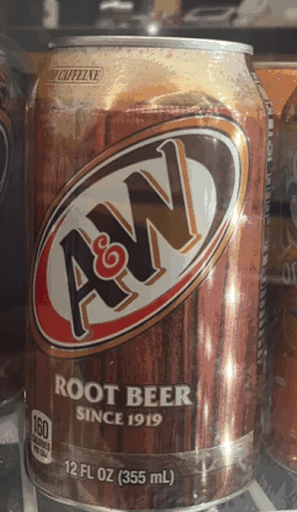 CAFFEINE
A&W
ROOT BEER
SINCE 1919
160
CALORIES
PER CAN
12 FL OZ (355 mL)